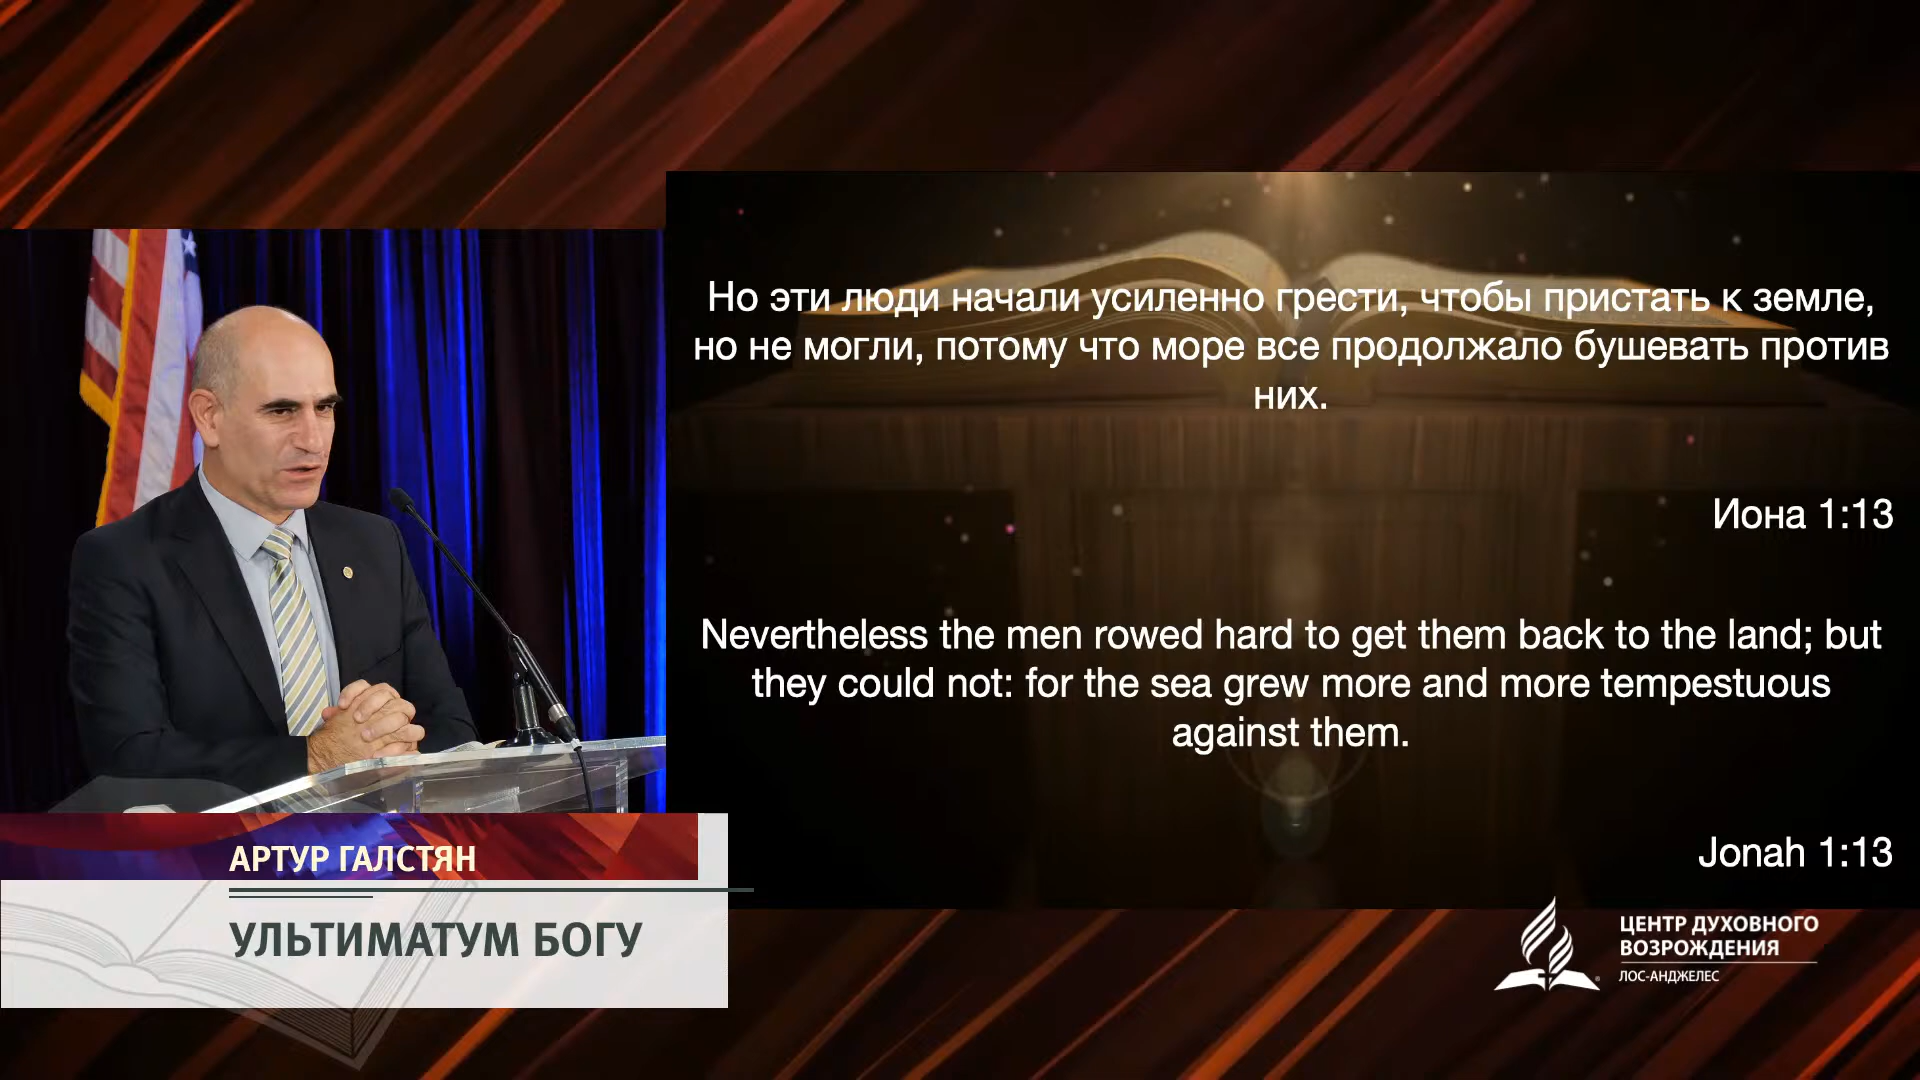 Но эти люди начали усиленно грести, чтобы пристать к земле,
но не могли, потому что море все продолжало бушевать против
них.
Иона 1:13
Nevertheless the men rowed hard to get them back to the land; but
they could not: for the sea grew more and more tempestuous
against them.
Jonah 1:13
АРТУР ГАЛСТЯН
УЛЬТИМАТУМ БОГУ
ЦЕНТР ДУХОВНОГО
ВОЗРОЖДЕНИЯ
ЛОС-АНДЖЕЛЕС